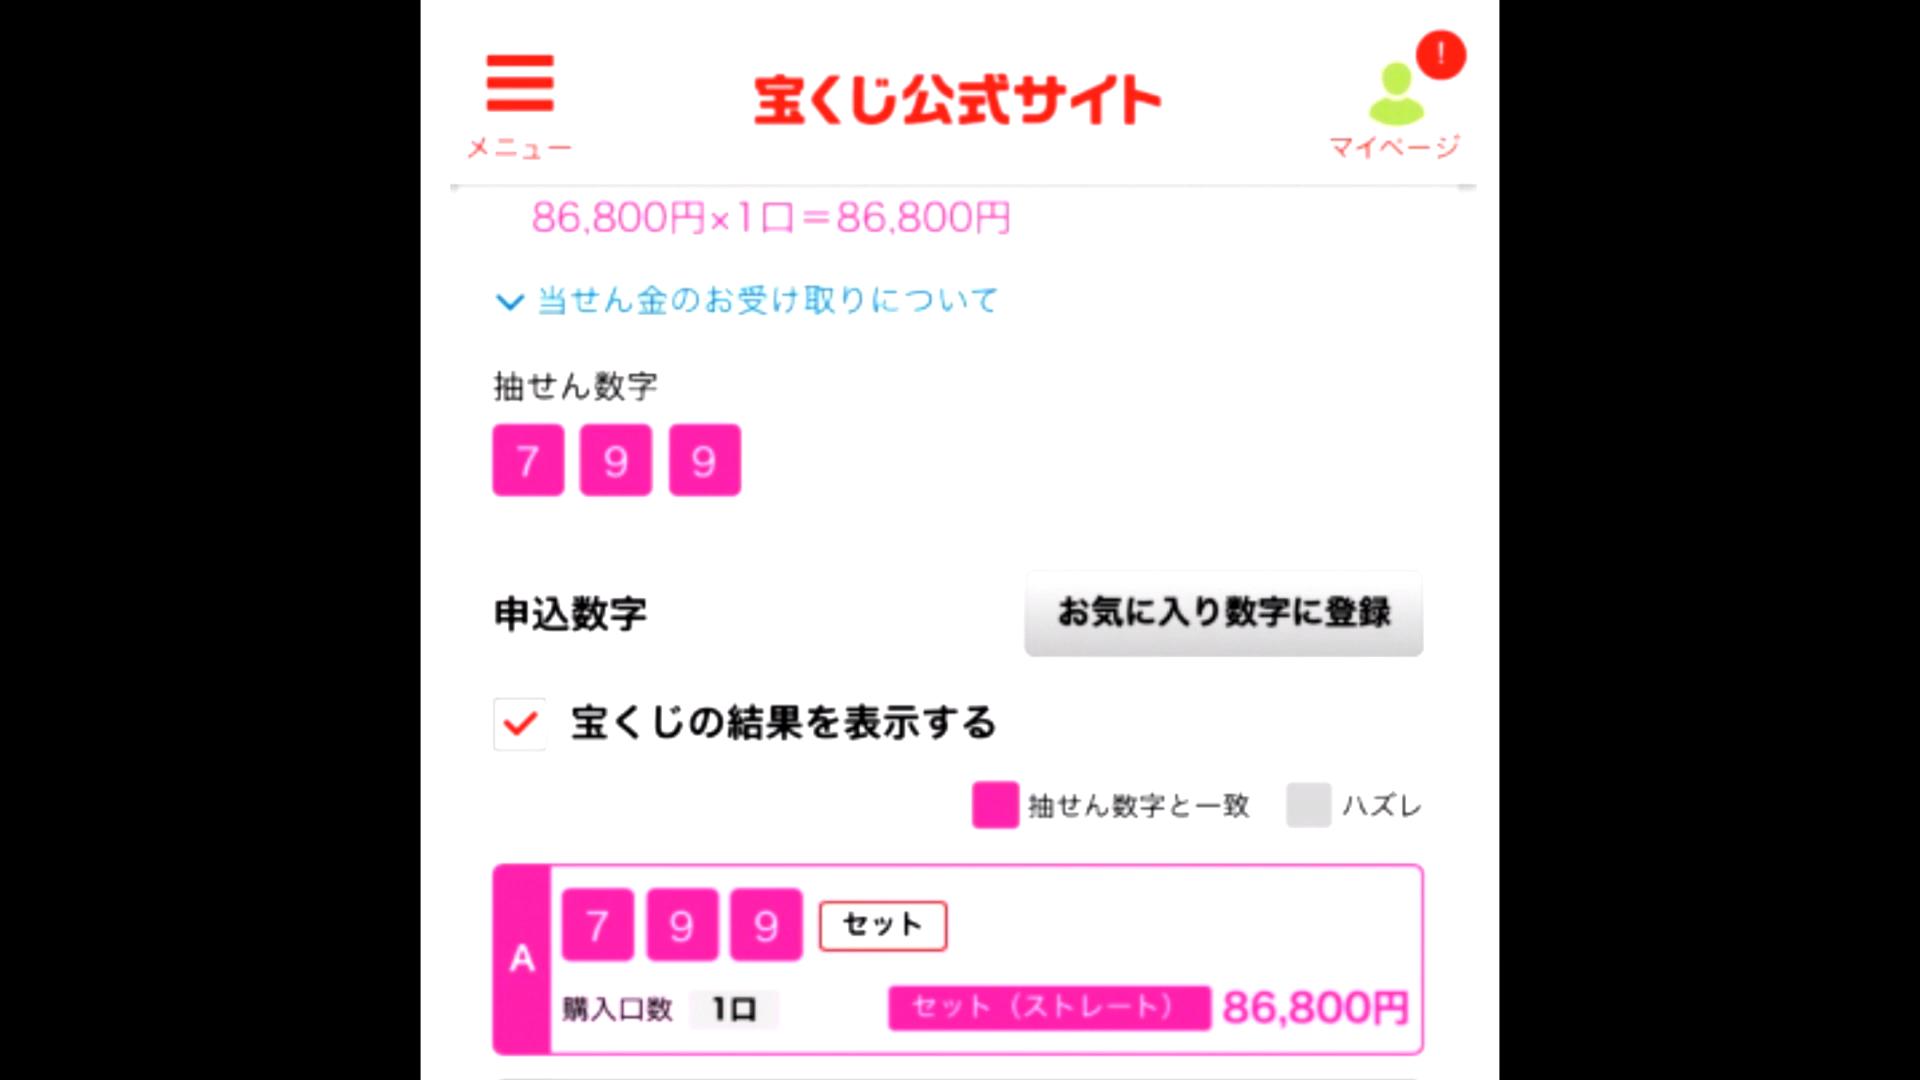 !
宝くじ公式サイト
メニュー
マイページ
86,800円×1口=86,800円
当せん金のお受け取りについて
抽せん数字
7 9 9
申込数字
お気に入り数字に登録
宝くじの結果を表示する
抽せん数字と一致 ハズレ
A
7 9 9 セット
購入口数 1口 セット（ストレート） 86,800円